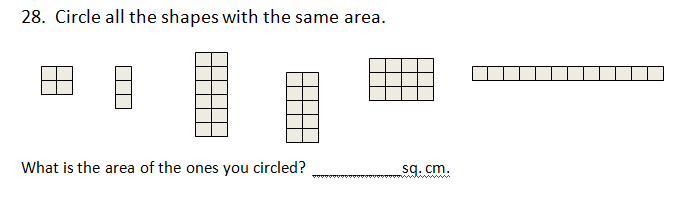 28. Circle all the shapes with the same area.
What is the area of the ones you circled? ____________sq. cm.